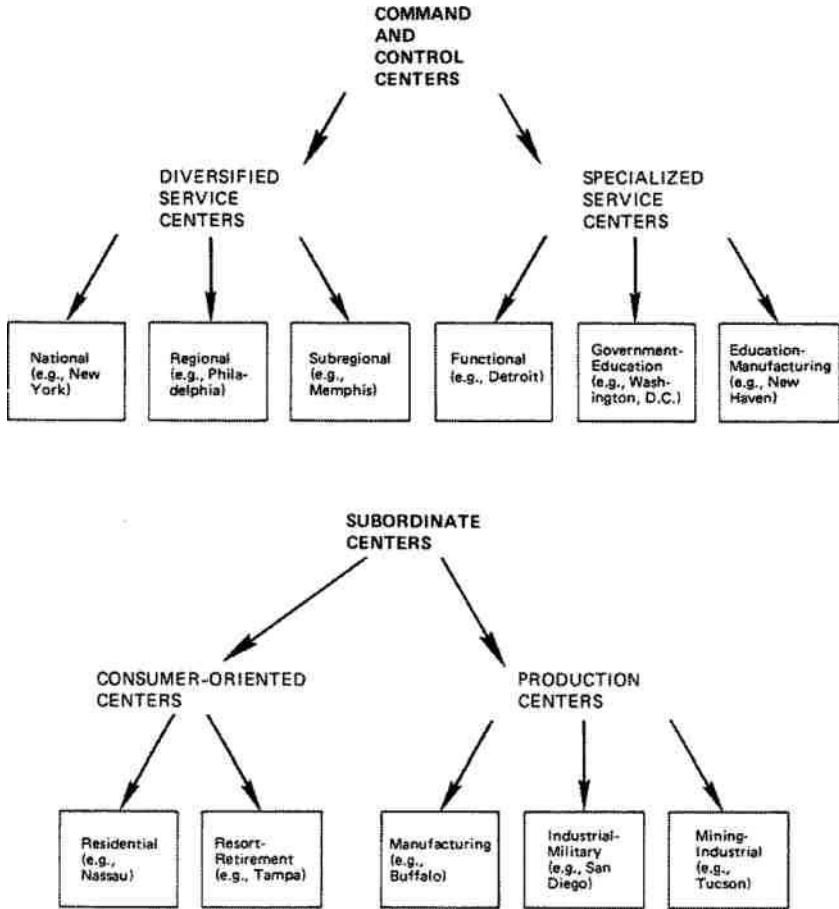 COMMAND
AND
CONTROL
CENTERS
DIVERSIFIED
SERVICE
CENTERS
SPECIALIZED
SERVICE
CENTERS
National
(e.g., New
York)
Regional
(e.g., Phila-
delphia)
Subregional
(e.g.,
Memphis)
Functional
(e.g., Detroit)
Government-
Education
(e.g., Wash-
ington, D.C.)
Education-
Manufacturing
(e.g., New
Haven)
SUBORDINATE
CENTERS
CONSUMER-ORIENTED
CENTERS
PRODUCTION
CENTERS
Residential
(e.g.,
Nassau)
Resort-
Retirement
(e.g., Tampa)
Manufacturing
(e.g.,
Buffalo)
Industrial-
Military
(e.g., San
Diego)
Mining-
Industrial
(e.g.,
Tucson)